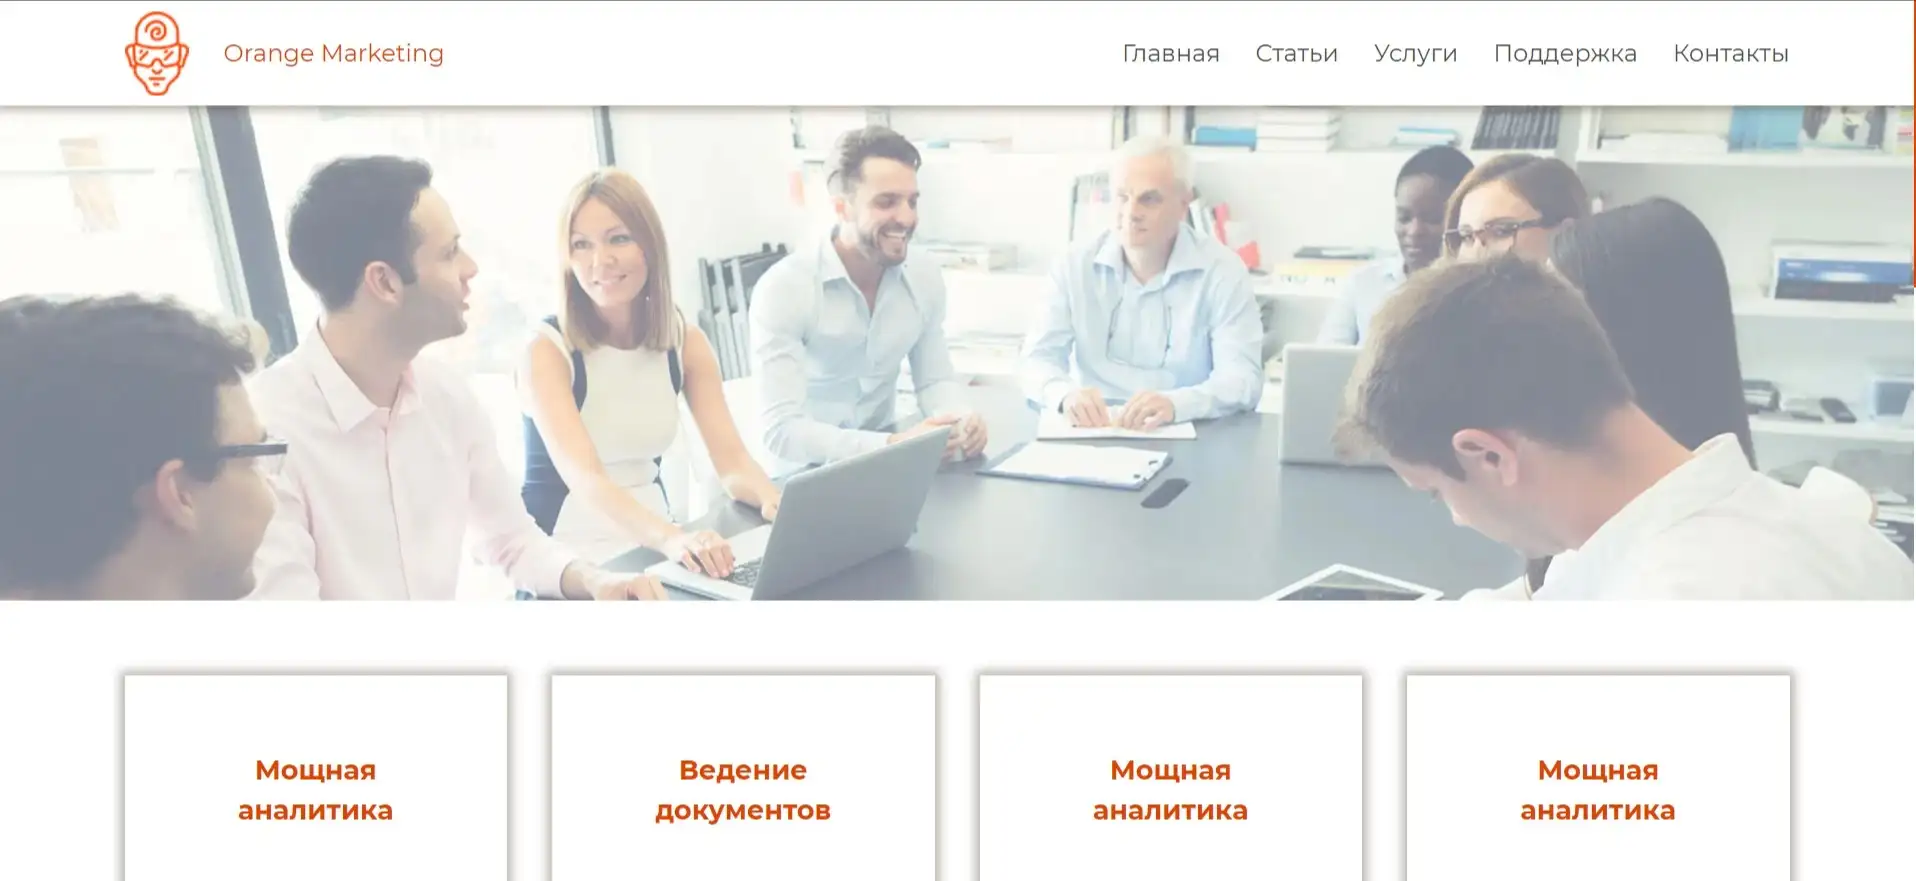 Orange Marketing
Главная Статьи Услуги Поддержка Контакты
Мощная
аналитика
Ведение
документов
Мощная
аналитика
Мощная
аналитика